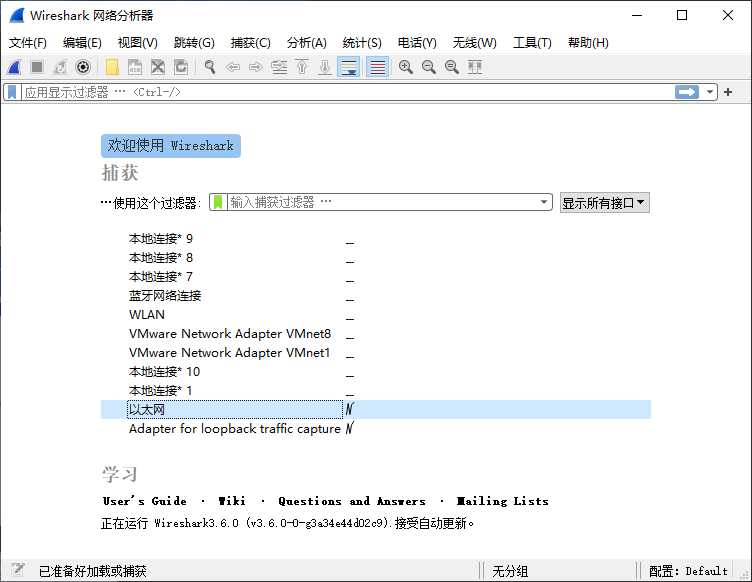 Wireshark 网络分析器
文件(F) 编辑(E) 视图(V) 跳转(G) 捕获(C) 分析(A) 统计(S) 电话(Y) 无线(W) 工具(T) 帮助(H)
应用显示过滤器 … <Ctrl-/>
欢迎使用 Wireshark
捕获
…使用这个过滤器: 输入捕获过滤器 … 显示所有接口
本地连接* 9
本地连接* 8
本地连接* 7
蓝牙网络连接
WLAN
VMware Network Adapter VMnet8
VMware Network Adapter VMnet1
本地连接* 10
本地连接* 1
以太网
Adapter for loopback traffic capture
学习
User's Guide · Wiki · Questions and Answers · Mailing Lists
正在运行 Wireshark3.6.0 (v3.6.0-0-g3a34e44d02c9).接受自动更新。
已准备好加载或捕获 无分组 配置: Default